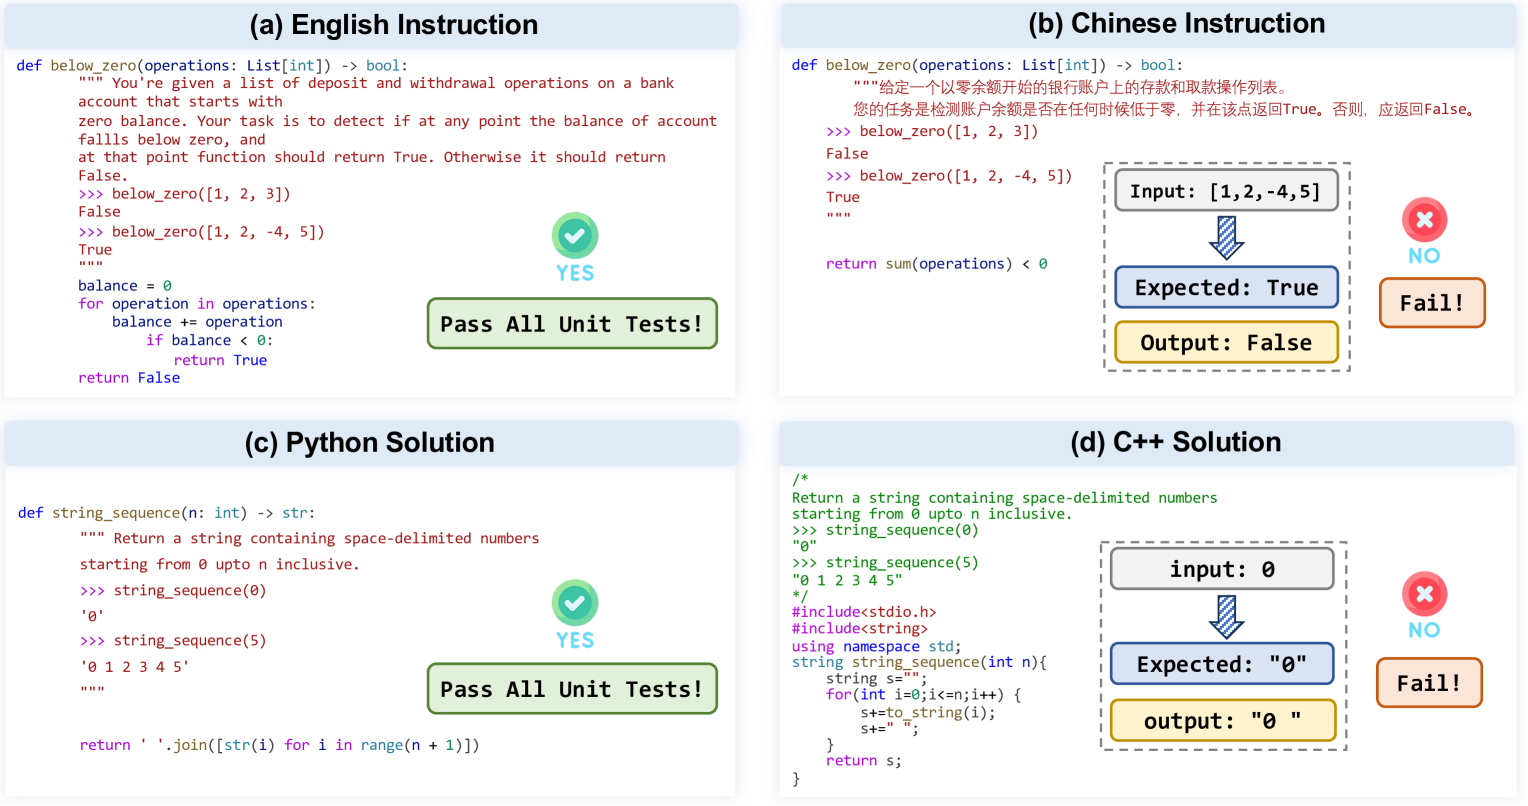 (a) English Instruction
def below_zero(operations: List[int]) -> bool:
""" You're given a list of deposit and withdrawal operations on a bank
account that starts with
zero balance. Your task is to detect if at any point the balance of account
fallls below zero, and
at that point function should return True. Otherwise it should return
False.
>>> below_zero([1, 2, 3])
False
>>> below_zero([1, 2, -4, 5])
True
"""
balance = 0
for operation in operations:
balance += operation
if balance < 0:
return True
return False
YES
Pass All Unit Tests!
(b) Chinese Instruction
def below_zero(operations: List[int]) -> bool:
"""给定一个以零余额开始的银行账户上的存款和取款操作列表。
您的任务是检测账户余额是否在任何时候低于零，并在该点返回True。否则，应返回False。
>>> below_zero([1, 2, 3])
False
>>> below_zero([1, 2, -4, 5])
True
"""
return sum(operations) < 0
Input: [1,2,-4,5]
Expected: True
Output: False
NO
Fail!
(c) Python Solution
def string_sequence(n: int) -> str:
""" Return a string containing space-delimited numbers
starting from 0 upto n inclusive.
>>> string_sequence(0)
'0'
>>> string_sequence(5)
'0 1 2 3 4 5'
"""
return ' '.join([str(i) for i in range(n + 1)])
YES
Pass All Unit Tests!
(d) C++ Solution
/*
Return a string containing space-delimited numbers
starting from 0 upto n inclusive.
>>> string_sequence(0)
"0"
>>> string_sequence(5)
"0 1 2 3 4 5"
*/
#include<stdio.h>
#include<string>
using namespace std;
string string_sequence(int n){
string s="";
for(int i=0;i<=n;i++) {
s+=to_string(i);
s+=" ";
}
return s;
}
input: 0
Expected: "0"
output: "0 "
NO
Fail!